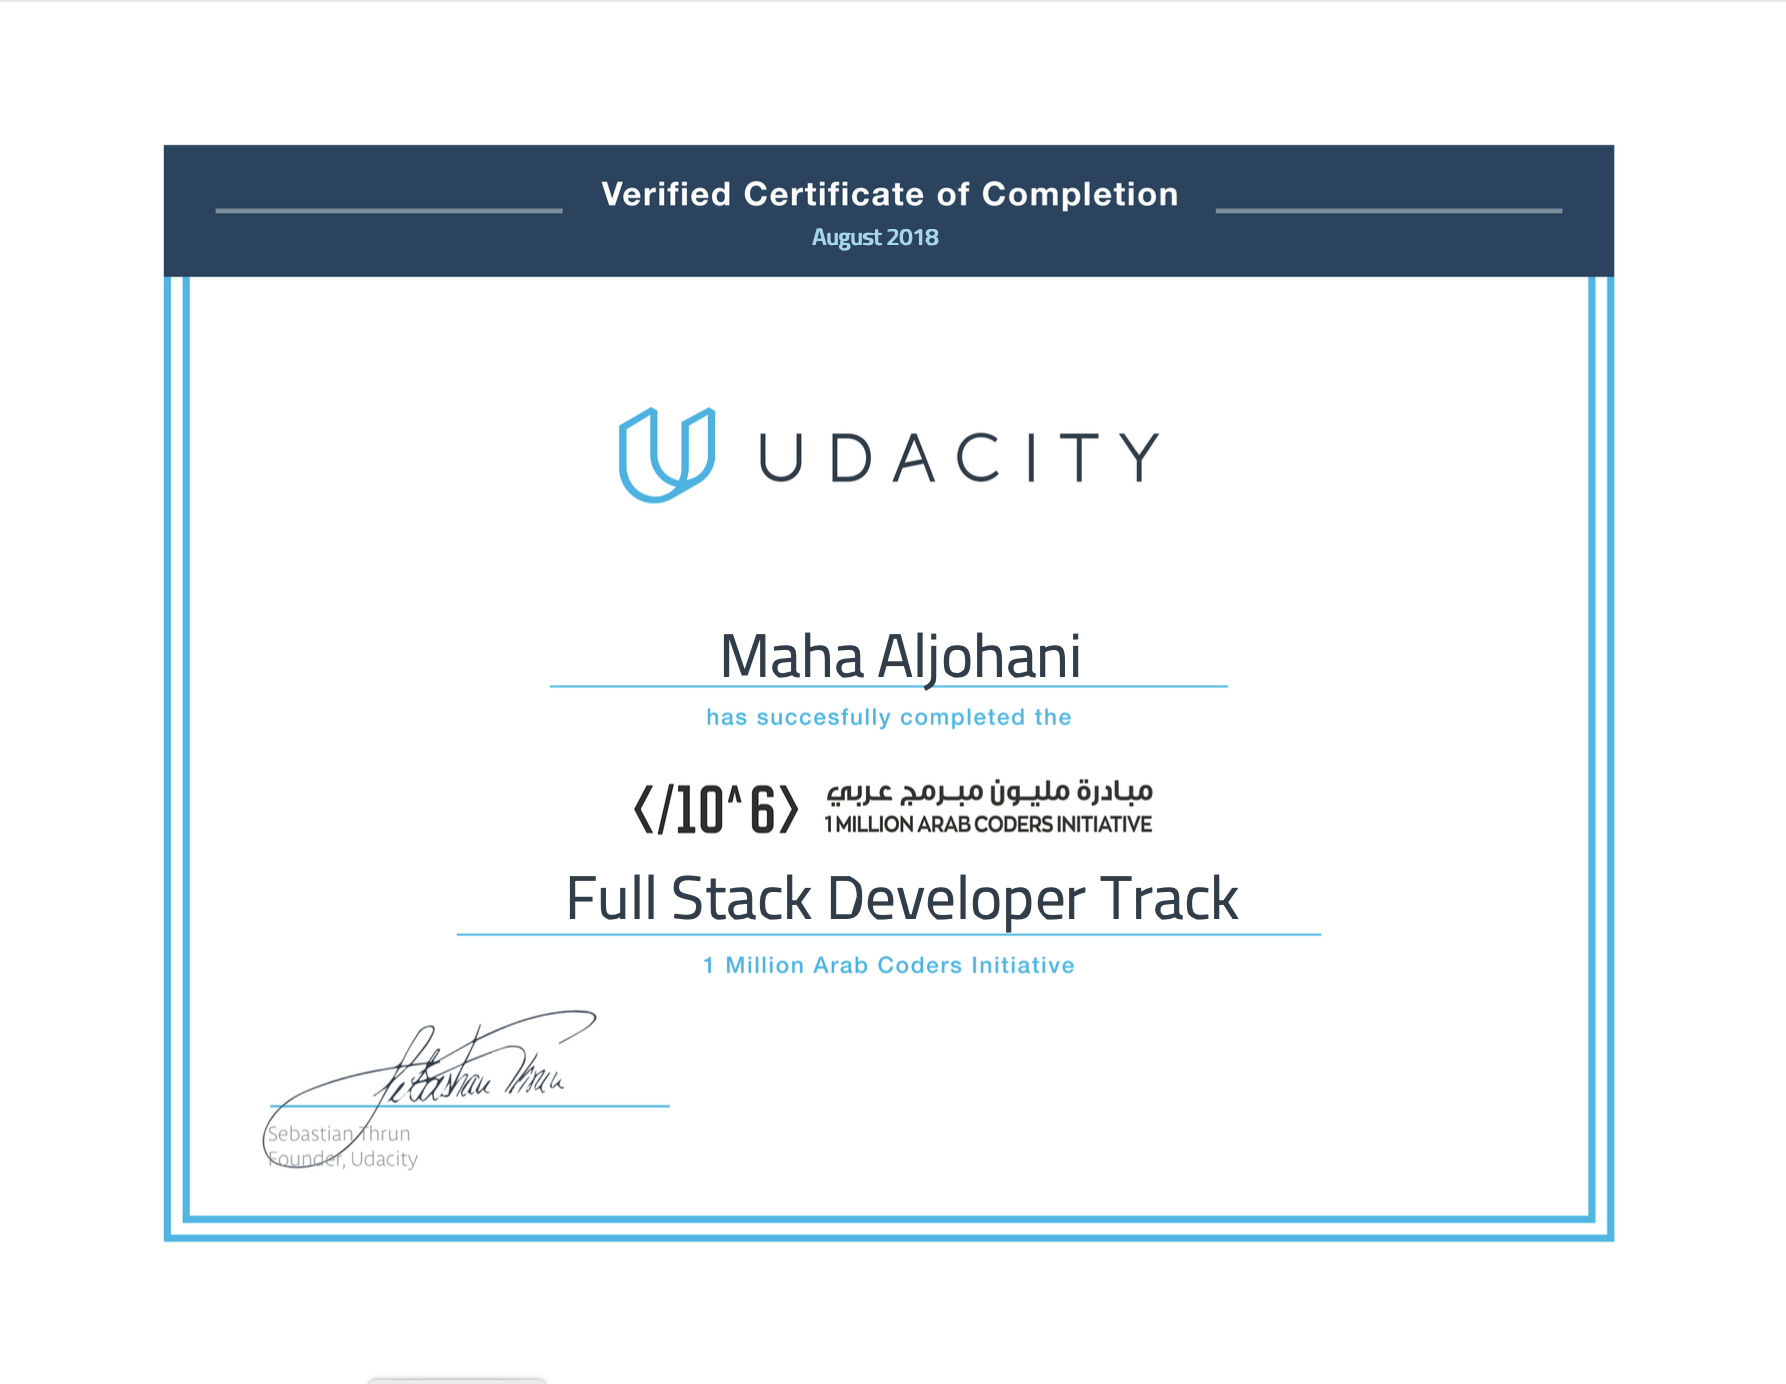 Verified Certificate of Completion
August 2018
UDACITY
Maha Aljohani
has succesfully completed the
</10^6> مبادرة مليون مبرمج عربي
1 MILLION ARAB CODERS INITIATIVE
Full Stack Developer Track
1 Million Arab Coders Initiative
Sebastian Thrun
Sebastian Thrun
Founder, Udacity